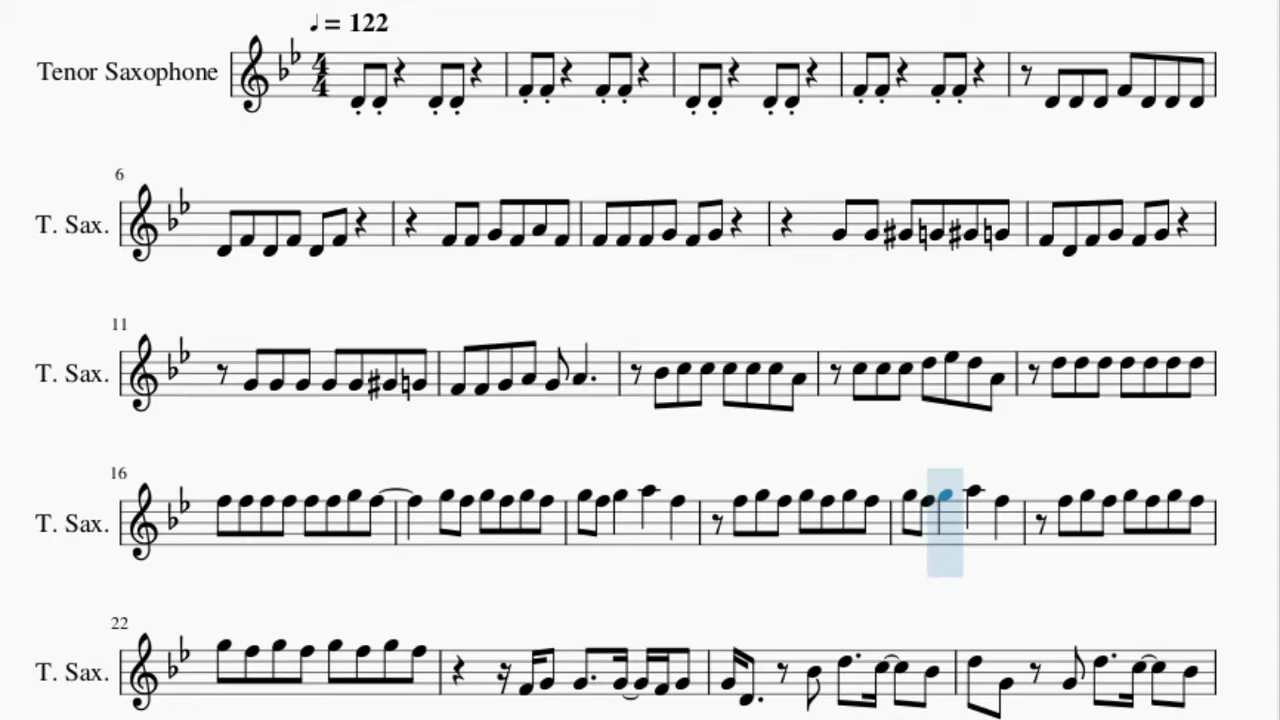 ♩= 122
Tenor Saxophone
4
4
6
T. Sax.
11
T. Sax.
16
T. Sax.
22
T. Sax.